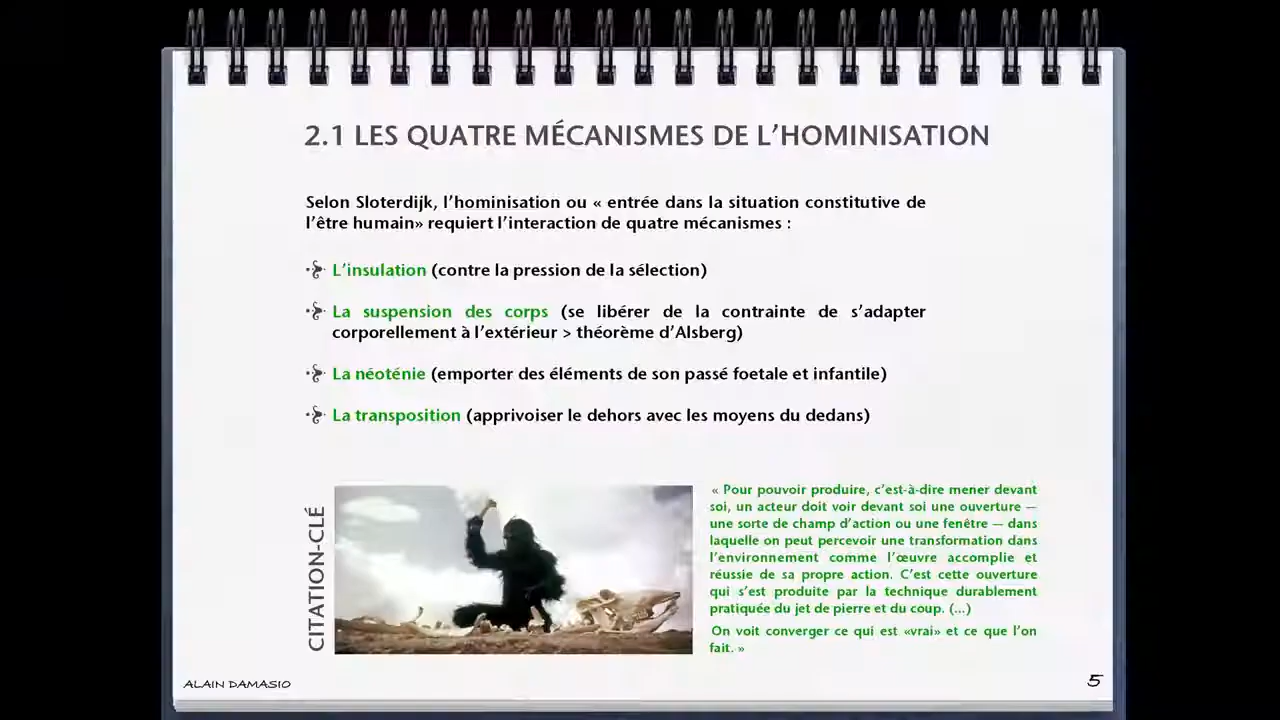 2.1 LES QUATRE MÉCANISMES DE L'HOMINISATION
Selon Sloterdijk, l'hominisation ou « entrée dans la situation constitutive de
l'être humain» requiert l'interaction de quatre mécanismes :
L'insulation (contre la pression de la sélection)
La suspension des corps (se libérer de la contrainte de s'adapter
corporellement à l'extérieur > théorème d'Alsberg)
La néoténie (emporter des éléments de son passé foetale et infantile)
La transposition (apprivoiser le dehors avec les moyens du dedans)
CITATION-CLÉ
« Pour pouvoir produire, c'est-à-dire mener devant
soi, un acteur doit voir devant soi une ouverture —
une sorte de champ d'action ou une fenêtre — dans
laquelle on peut percevoir une transformation dans
l'environnement comme l'œuvre accomplie et
réussie de sa propre action. C'est cette ouverture
qui s'est produite par la technique durablement
pratiquée du jet de pierre et du coup. (...)
On voit converger ce qui est «vrai» et ce que l'on
fait. »
ALAIN DAMASIO
5